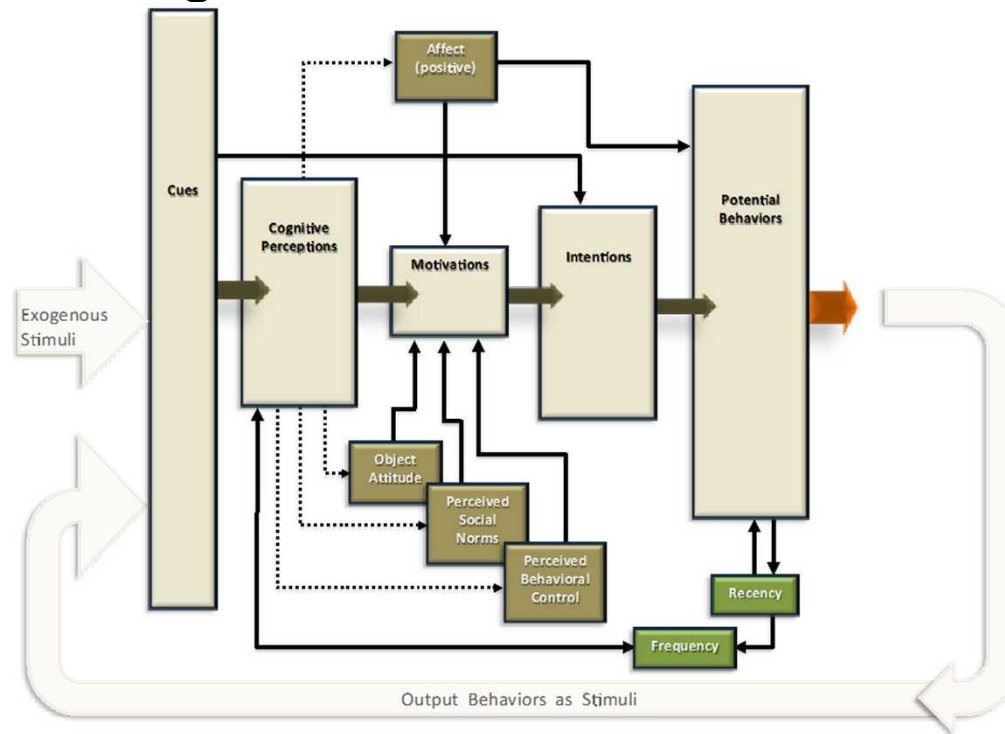 g
Affect
(positive)
Cues
Cognitive
Perceptions
Motivations
Intentions
Potential
Behaviors
Exogenous
Stimuli
Object
Attitude
Perceived
Social
Norms
Perceived
Behavioral
Control
Recency
Frequency
Output Behaviors as Stimuli